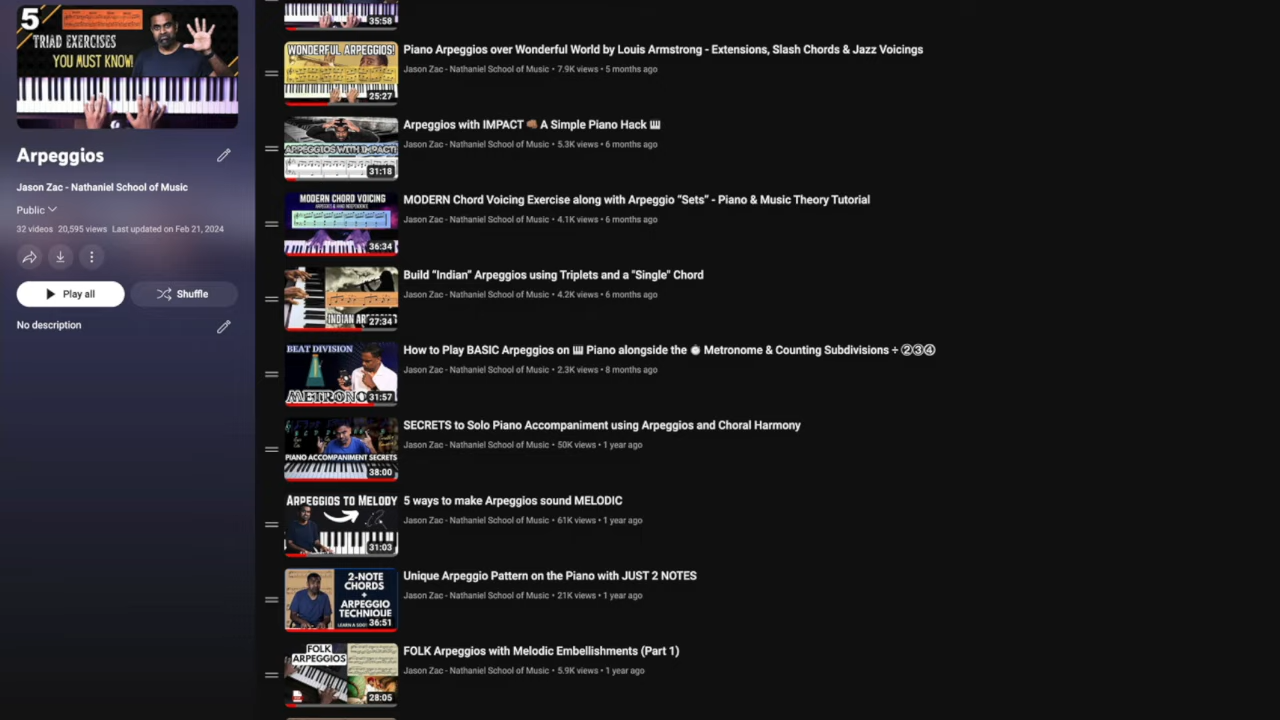 5
TRIAD EXERCISES
YOU MUST KNOW!
Arpeggios
Jason Zac - Nathaniel School of Music
Public
32 videos 20,595 views Last updated on Feb 21, 2024
Play all
Shuffle
No description
35:58
WONDERFUL ARPEGGIOS!
25:27
Piano Arpeggios over Wonderful World by Louis Armstrong - Extensions, Slash Chords & Jazz Voicings
Jason Zac - Nathaniel School of Music • 7.9K views • 5 months ago
ARPEGGIOS WITH IMPACT!
31:18
Arpeggios with IMPACT 👊🏾 A Simple Piano Hack 🎹
Jason Zac - Nathaniel School of Music • 5.3K views • 6 months ago
MODERN CHORD VOICING
ARPEGGIOS & HAND INDEPENDENCE
36:34
MODERN Chord Voicing Exercise along with Arpeggio “Sets” - Piano & Music Theory Tutorial
Jason Zac - Nathaniel School of Music • 4.1K views • 6 months ago
INDIAN AR
27:34
Build “Indian” Arpeggios using Triplets and a "Single" Chord
Jason Zac - Nathaniel School of Music • 4.2K views • 6 months ago
BEAT DIVISION
METRONO
31:57
How to Play BASIC Arpeggios on 🎹 Piano alongside the ⏱ Metronome & Counting Subdivisions ÷ ②③④
Jason Zac - Nathaniel School of Music • 2.3K views • 8 months ago
PIANO ACCOMPANIMENT SECRETS
38:00
SECRETS to Solo Piano Accompaniment using Arpeggios and Choral Harmony
Jason Zac - Nathaniel School of Music • 50K views • 1 year ago
ARPEGGIOS TO MELODY
31:03
5 ways to make Arpeggios sound MELODIC
Jason Zac - Nathaniel School of Music • 61K views • 1 year ago
2-NOTE
CHORDS
+
ARPEGGIO
TECHNIQUE
LEARN A SONG
36:51
Unique Arpeggio Pattern on the Piano with JUST 2 NOTES
Jason Zac - Nathaniel School of Music • 21K views • 1 year ago
FOLK
ARPEGGIOS
28:05
FOLK Arpeggios with Melodic Embellishments (Part 1)
Jason Zac - Nathaniel School of Music • 5.9K views • 1 year ago